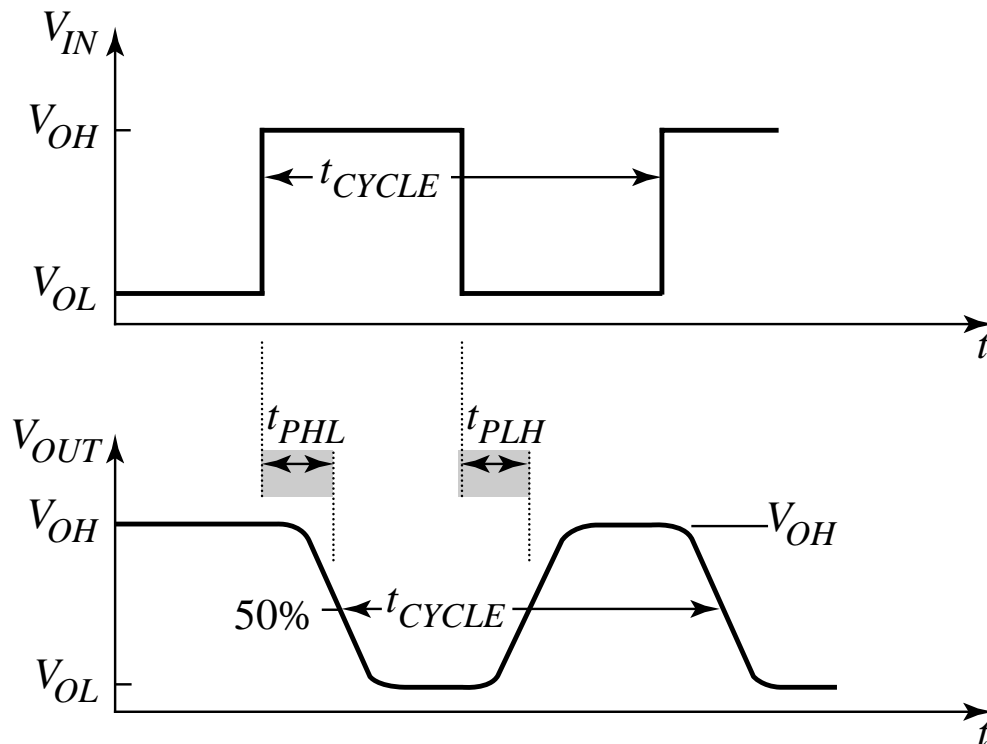 V_IN
V_OH
t_CYCLE
V_OL
t
t_PHL
t_PLH
V_OUT
V_OH
V_OH
50%
t_CYCLE
V_OL
t